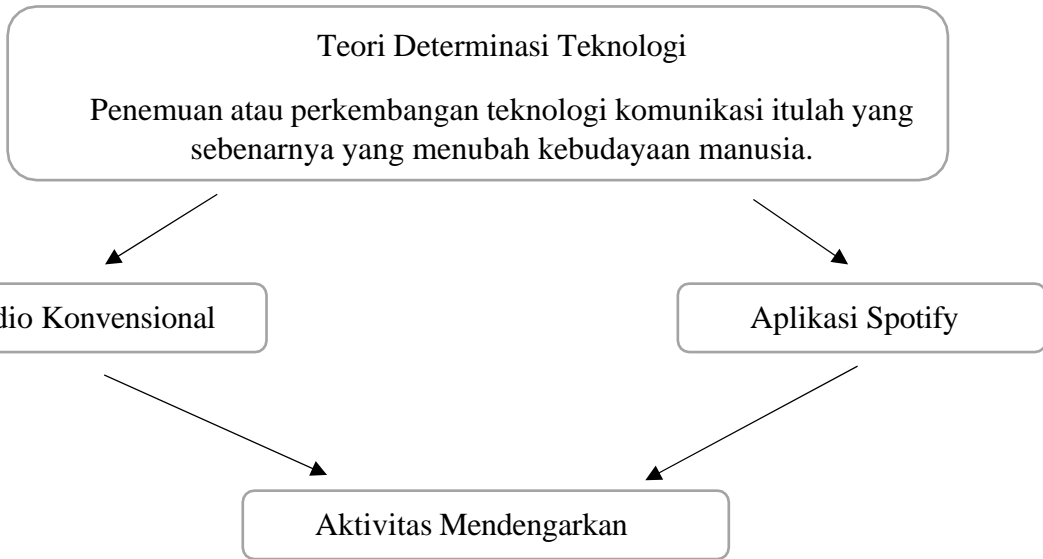 Teori Determinasi Teknologi
Penemuan atau perkembangan teknologi komunikasi itulah yang
sebenarnya yang menubah kebudayaan manusia.
dio Konvensional
Aplikasi Spotify
Aktivitas Mendengarkan